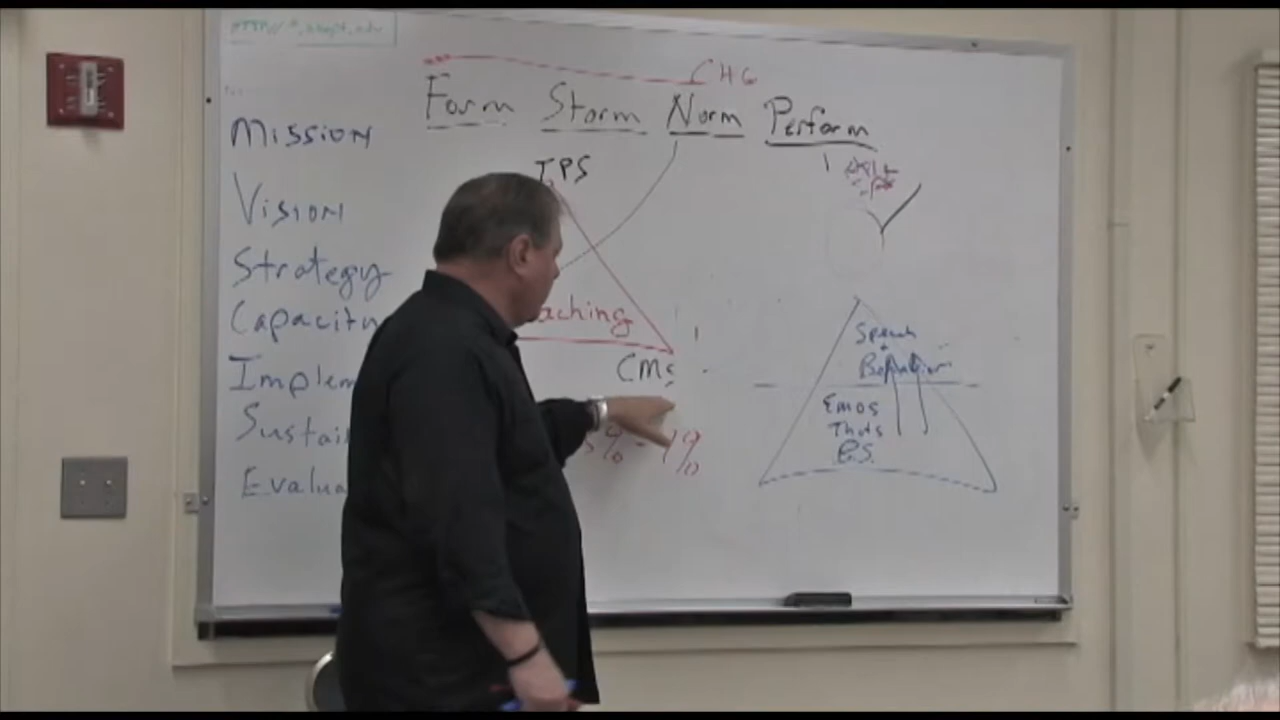 CHG
Form Storm Norm Perform
Mission
Vision
Strategy
Capacity
Implem
Sustai
Evalua
TPS
aching
CMs
% - 1%
Speech
+
Behavior
Emos
Thots
B.S.